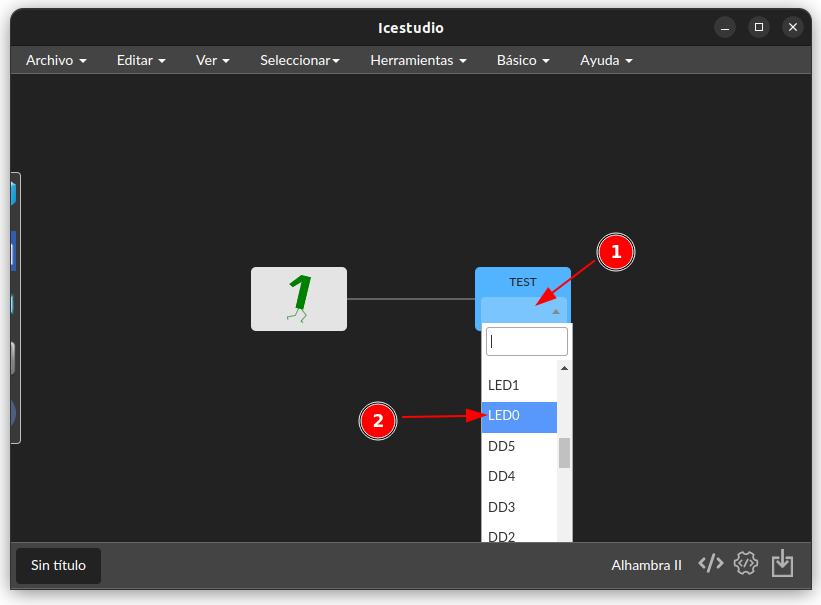 Icestudio
Archivo Editar Ver Seleccionar Herramientas Básico Ayuda
1
TEST
1
LED1
2
LED0
DD5
DD4
DD3
DD2
Sin título
Alhambra II